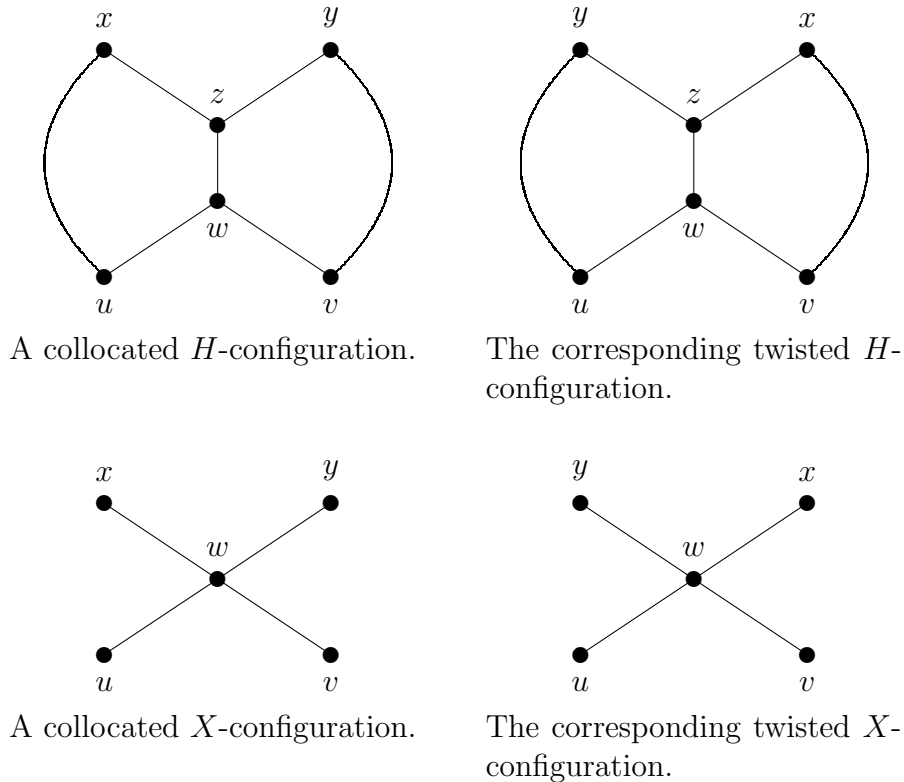 x y
z
w
u v
A collocated H-configuration.
y x
z
w
u v
The corresponding twisted H-
configuration.
x y
w
u v
A collocated X-configuration.
y x
w
u v
The corresponding twisted X-
configuration.